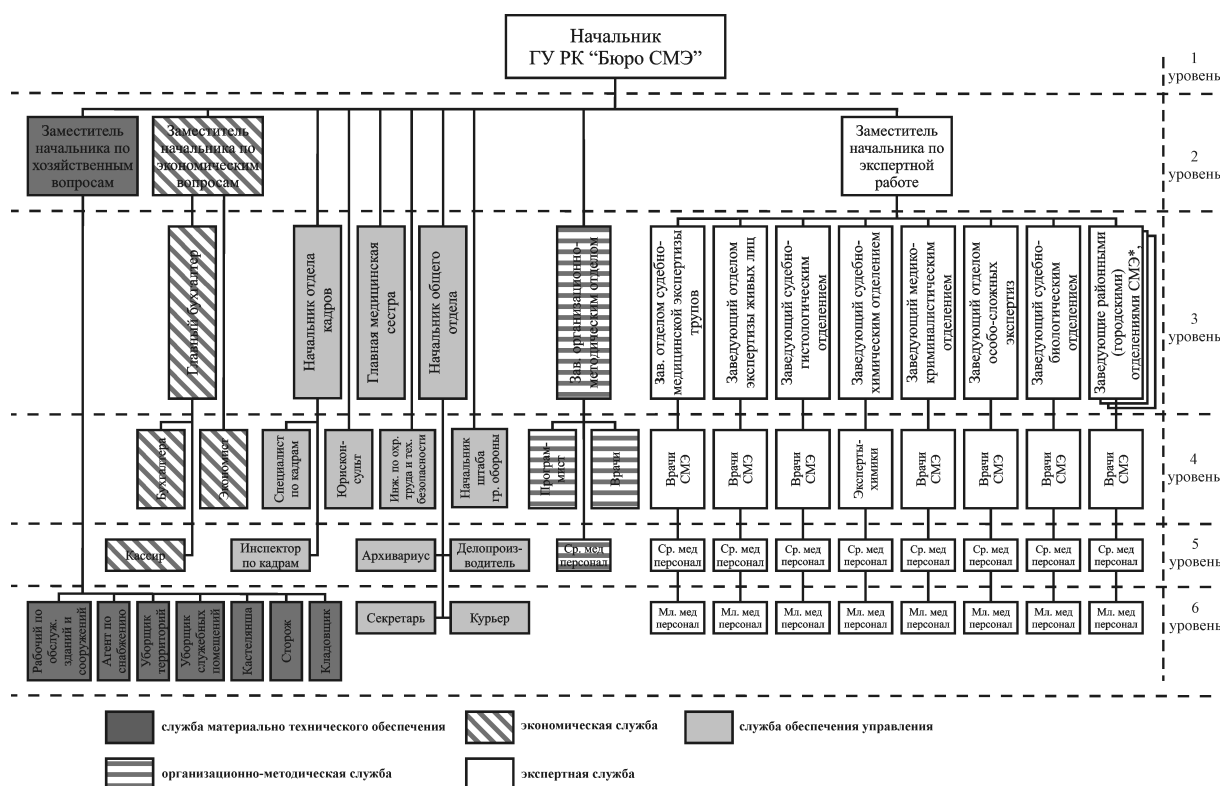 Начальник
ГУ РК “Бюро СМЭ”
1
уровень
Заместитель
начальника по
хозяйственным
вопросам
Заместитель
начальника по
экономическим
вопросам
Заместитель
начальника по
экспертной
работе
2
уровень
Главный бухгалтер
Начальник отдела
кадров
Главная медицинская
сестра
Начальник общего
отдела
Зав. организационно-
методическим отделом
Зав. отделом судебно-
медицинской экспертизы
трупов
Заведующий отделом
экспертизы живых лиц
Заведующий судебно-
гистологическим
отделением
Заведующий судебно-
химическим отделением
Заведующий медико-
криминалистическим
отделением
Заведующий отделом
особо-сложных
экспертиз
Заведующий судебно-
биологическим
отделением
Заведующие районными
(городскими)
отделениями СМЭ*,
3
уровень
Бухгалтера
Экономист
Специалист
по кадрам
Юрискон-
сульт
Инж. по охр.
труда и тех.
безопасности
Начальник
штаба
гр. обороны
Програм-
мист
Врачи
Врачи
СМЭ
Врачи
СМЭ
Врачи
СМЭ
Эксперты-
химики
Врачи
СМЭ
Врачи
СМЭ
Врачи
СМЭ
Врачи
СМЭ
4
уровень
Кассир
Инспектор
по кадрам
Архивариус
Делопроиз-
водитель
Ср. мед
персонал
Ср. мед
персонал
Ср. мед
персонал
Ср. мед
персонал
Ср. мед
персонал
Ср. мед
персонал
Ср. мед
персонал
Ср. мед
персонал
Ср. мед
персонал
5
уровень
Рабочий по
обслуж.
зданий и
сооружений
Агент по
снабжению
Уборщик
территорий
Уборщик
служебных
помещений
Кастелянша
Сторож
Кладовщик
Секретарь
Курьер
Мл. мед
персонал
Мл. мед
персонал
Мл. мед
персонал
Мл. мед
персонал
Мл. мед
персонал
Мл. мед
персонал
Мл. мед
персонал
Мл. мед
персонал
6
уровень
служба материально технического обеспечения
экономическая служба
служба обеспечения управления
организационно-методическая служба
экспертная служба